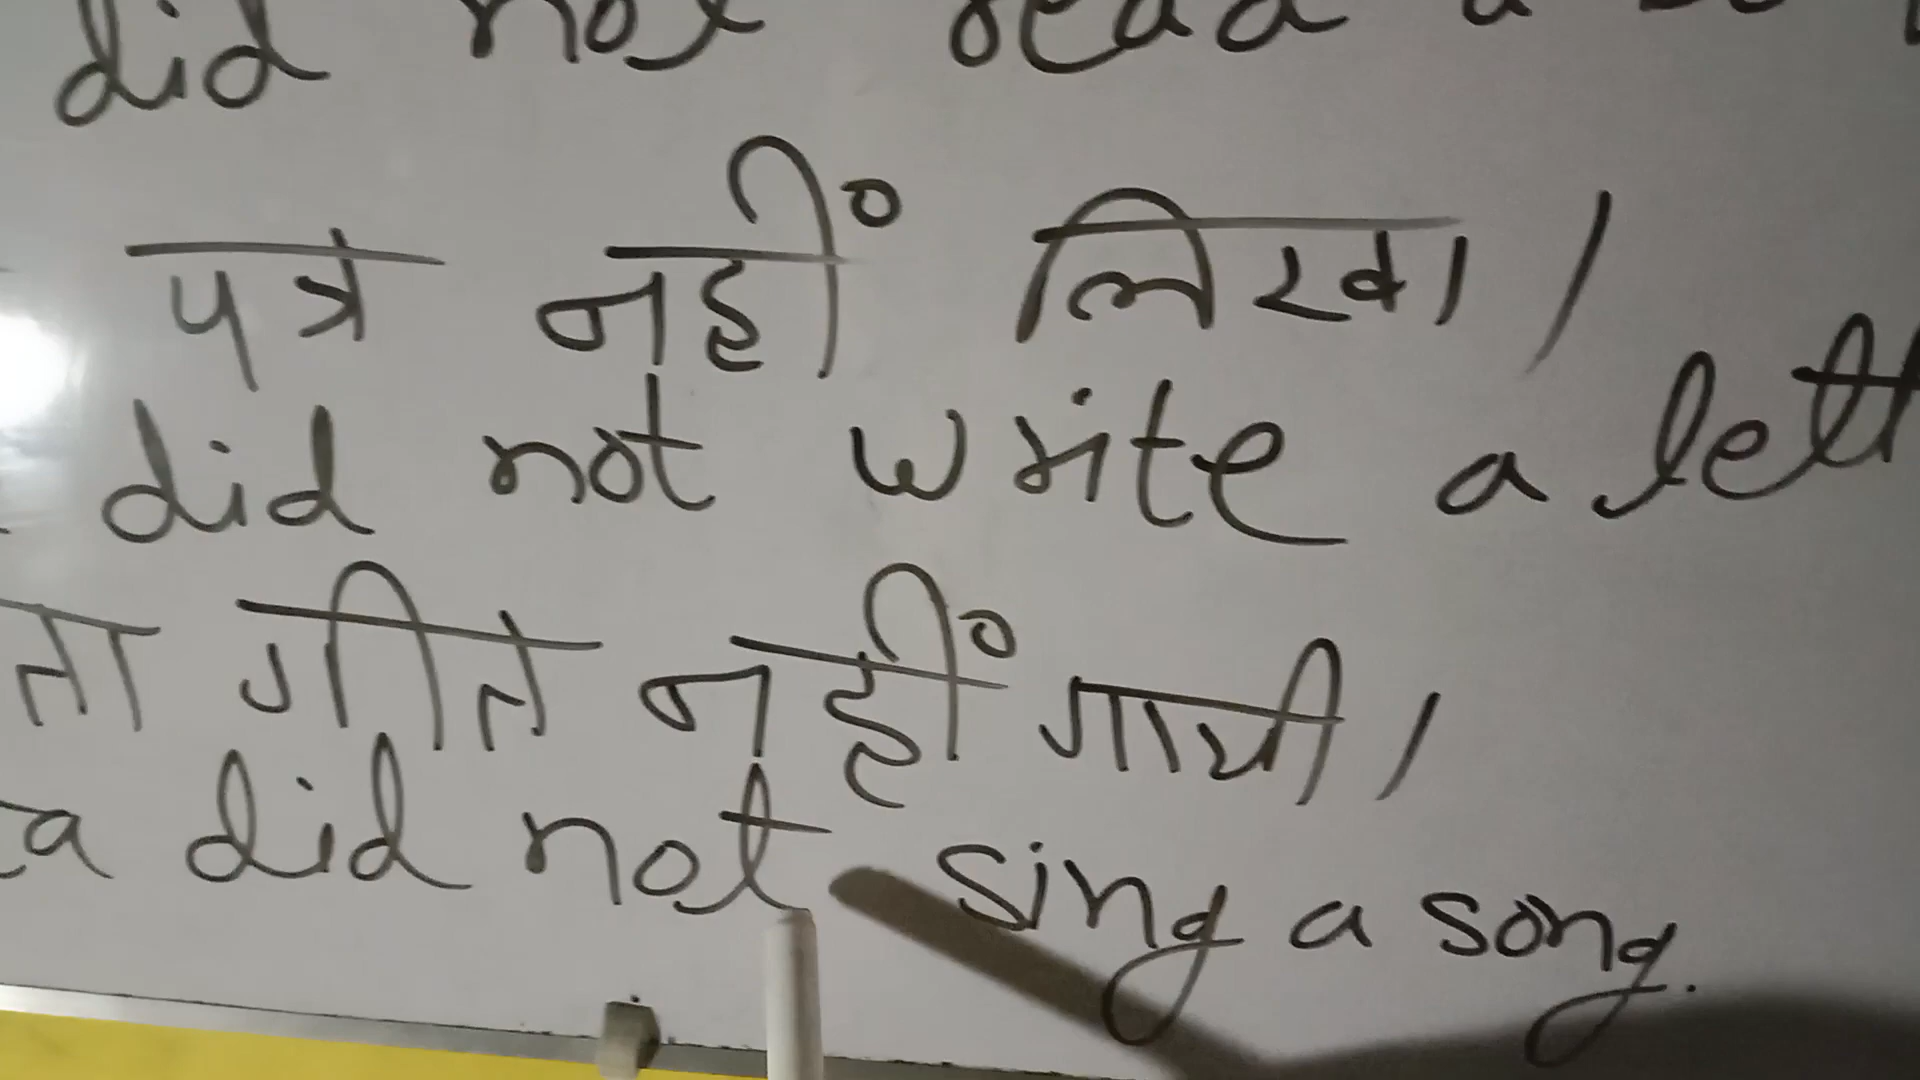 did not read a
पत्र नहीं लिखा।
did not write a lett
ता गीत नहीं गायी।
a did not sing a song.